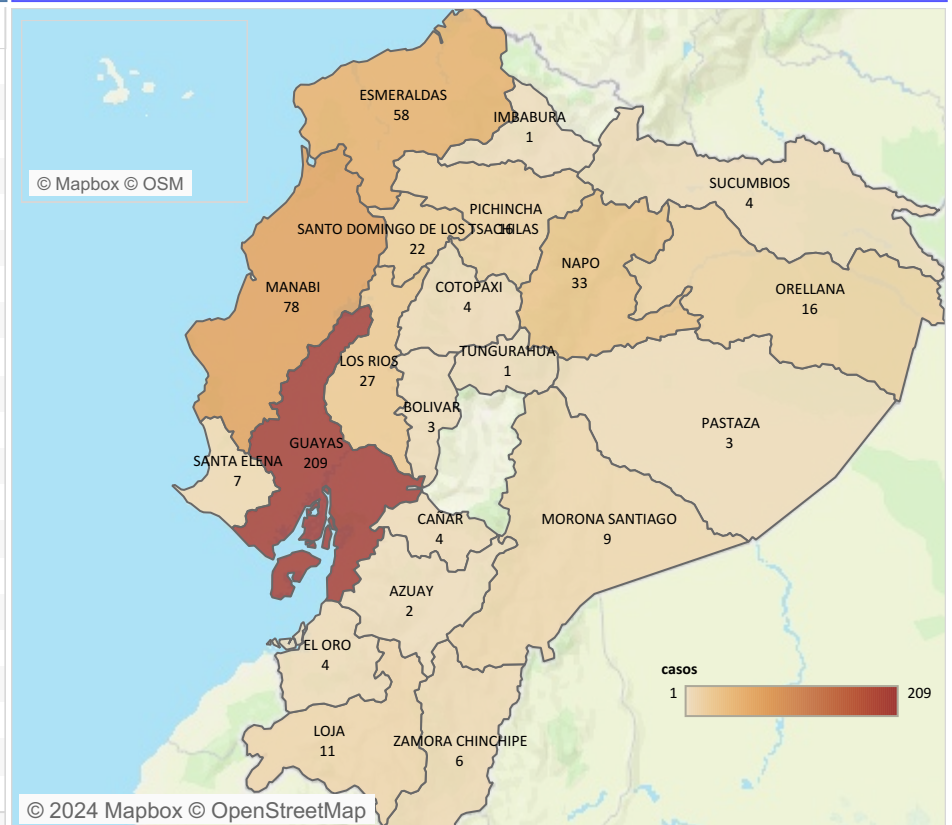 ESMERALDAS
58
IMBABURA
1
© Mapbox © OSM
SUCUMBIOS
4
PICHINCHA
16
SANTO DOMINGO DE LOS TSACHILAS
22
NAPO
33
COTOPAXI
4
MANABI
78
ORELLANA
16
TUNGURAHUA
1
LOS RIOS
27
BOLIVAR
3
PASTAZA
3
GUAYAS
209
SANTA ELENA
7
CAÑAR
4
MORONA SANTIAGO
9
AZUAY
2
EL ORO
4
casos
1
209
LOJA
11
ZAMORA CHINCHIPE
6
© 2024 Mapbox © OpenStreetMap